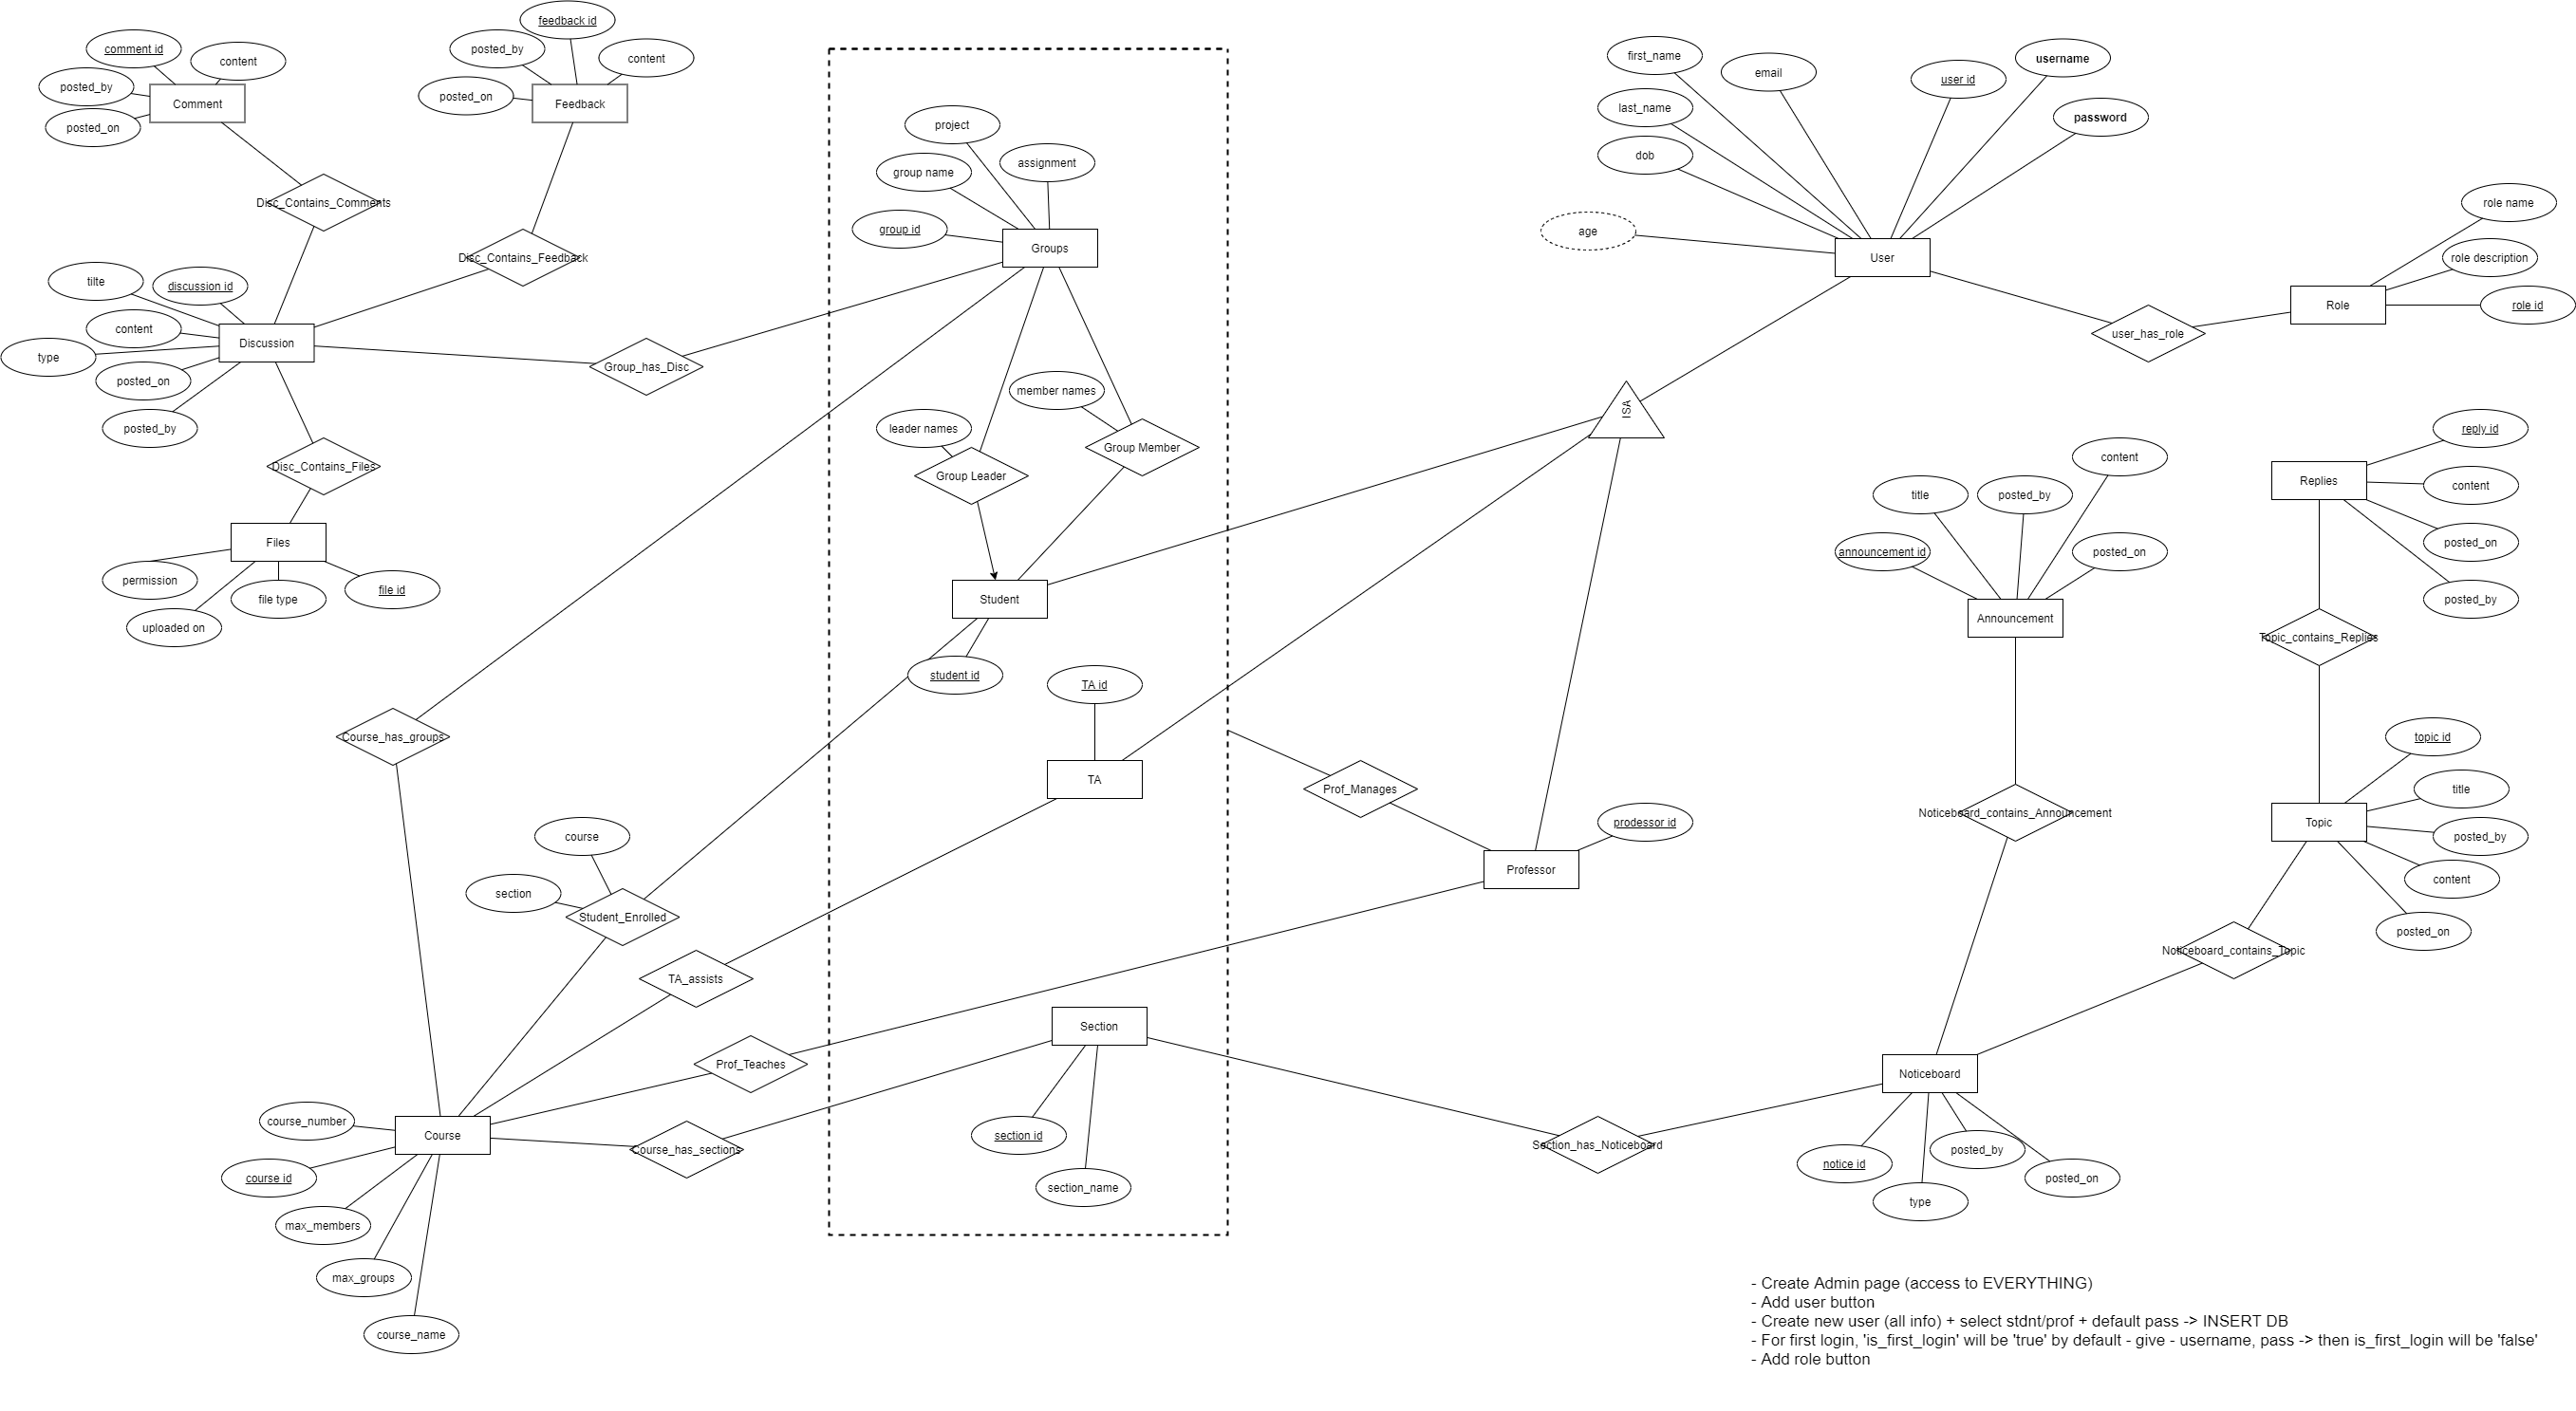 feedback id
comment id
posted_by
content
content
posted_by
posted_on
Comment
Feedback
posted_on
Disc_Contains_Comments
Disc_Contains_Feedback
tilte
discussion id
content
type
Discussion
posted_on
posted_by
Group_has_Disc
Disc_Contains_Files
Files
permission
file type
file id
uploaded on
project
group name
assignment
group id
Groups
member names
leader names
Group Member
Group Leader
Student
student id
TA id
TA
first_name
email
user id
username
last_name
password
dob
age
User
role name
role description
Role
role id
user_has_role
ISA
reply id
Replies
content
posted_on
posted_by
content
title
posted_by
announcement id
posted_on
Announcement
Topic_contains_Replies
topic id
title
Topic
posted_by
content
posted_on
Noticeboard_contains_Announcement
Noticeboard_contains_Topic
Prof_Manages
prodessor id
Professor
Course_has_groups
course
section
Student_Enrolled
TA_assists
Prof_Teaches
Section
section id
section_name
course_number
Course
course id
max_members
max_groups
course_name
Course_has_sections
Section_has_Noticeboard
Noticeboard
notice id
posted_by
type
posted_on
- Create Admin page (access to EVERYTHING)
- Add user button
- Create new user (all info) + select stdnt/prof + default pass -> INSERT DB
- For first login, 'is_first_login' will be 'true' by default - give - username, pass -> then is_first_login will be 'false'
- Add role button